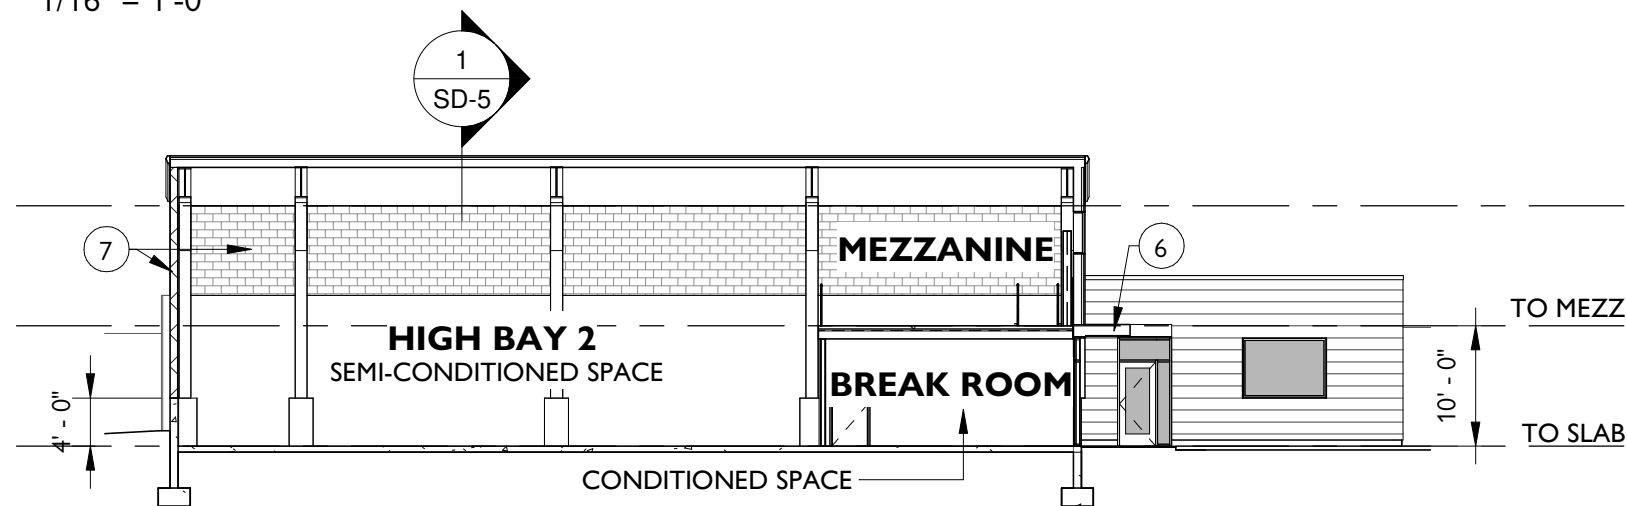 1/16" = 1'-0"
1
SD-5
7
MEZZANINE
6
TO MEZZ
HIGH BAY 2
SEMI-CONDITIONED SPACE
BREAK ROOM
4' - 0"
10' - 0"
TO SLAB
CONDITIONED SPACE